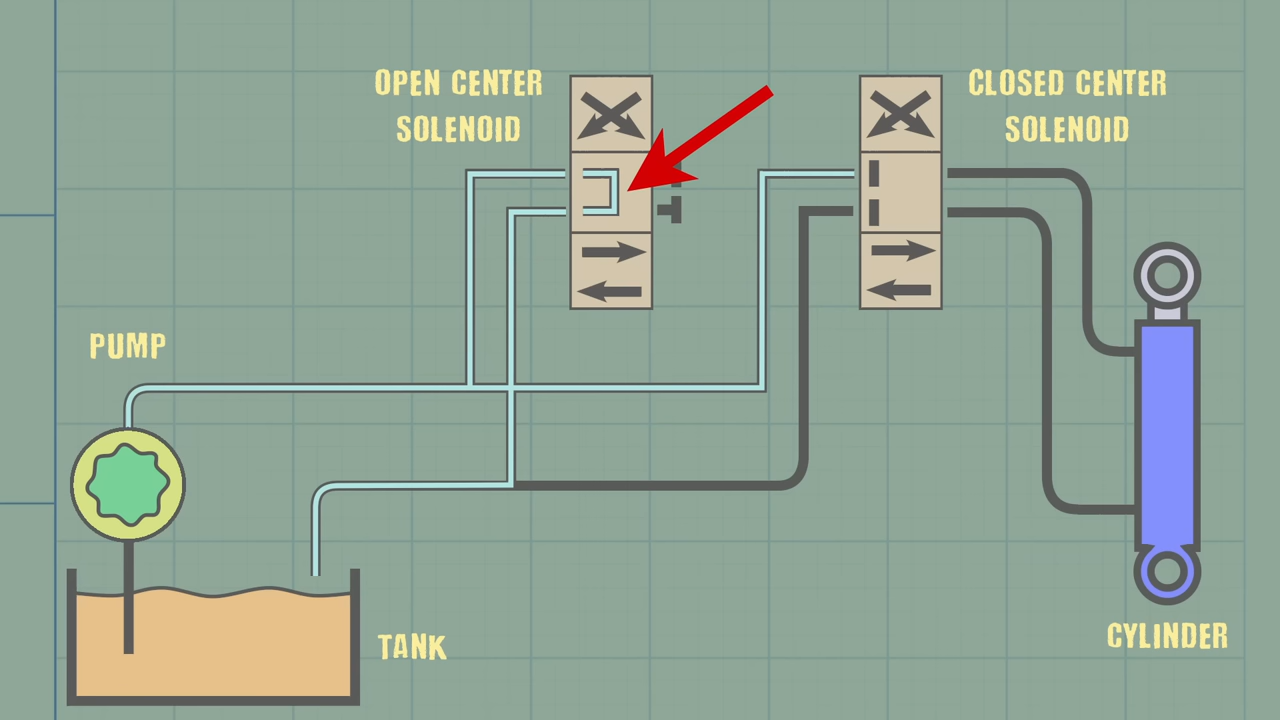 OPEN CENTER
SOLENOID
CLOSED CENTER
SOLENOID
PUMP
TANK
CYLINDER